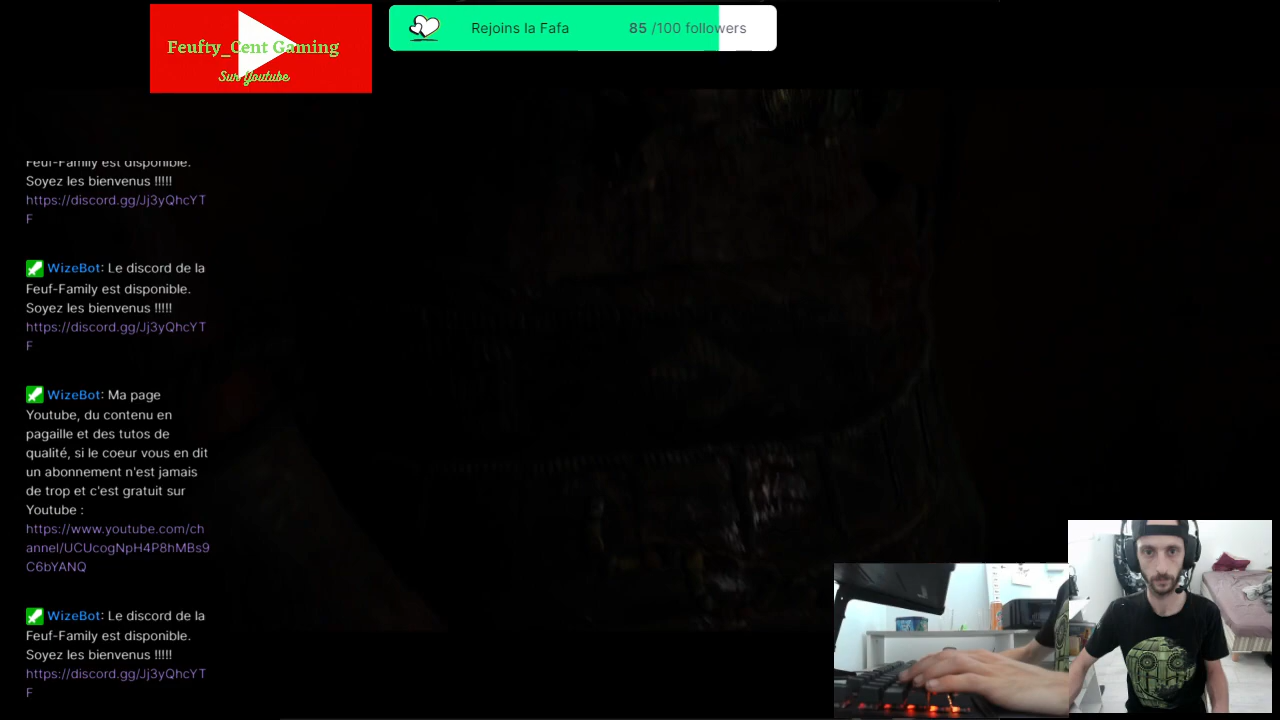 Feufty_Cent Gaming
Sur Youtube
Rejoins la Fafa 85 /100 followers
Feuf-Family est disponible.
Soyez les bienvenus !!!!!
https://discord.gg/Jj3yQhcYT
F
WizeBot: Le discord de la
Feuf-Family est disponible.
Soyez les bienvenus !!!!!
https://discord.gg/Jj3yQhcYT
F
WizeBot: Ma page
Youtube, du contenu en
pagaille et des tutos de
qualité, si le coeur vous en dit
un abonnement n'est jamais
de trop et c'est gratuit sur
Youtube :
https://www.youtube.com/ch
annel/UCUcogNpH4P8hMBs9
C6bYANQ
WizeBot: Le discord de la
Feuf-Family est disponible.
Soyez les bienvenus !!!!!
https://discord.gg/Jj3yQhcYT
F